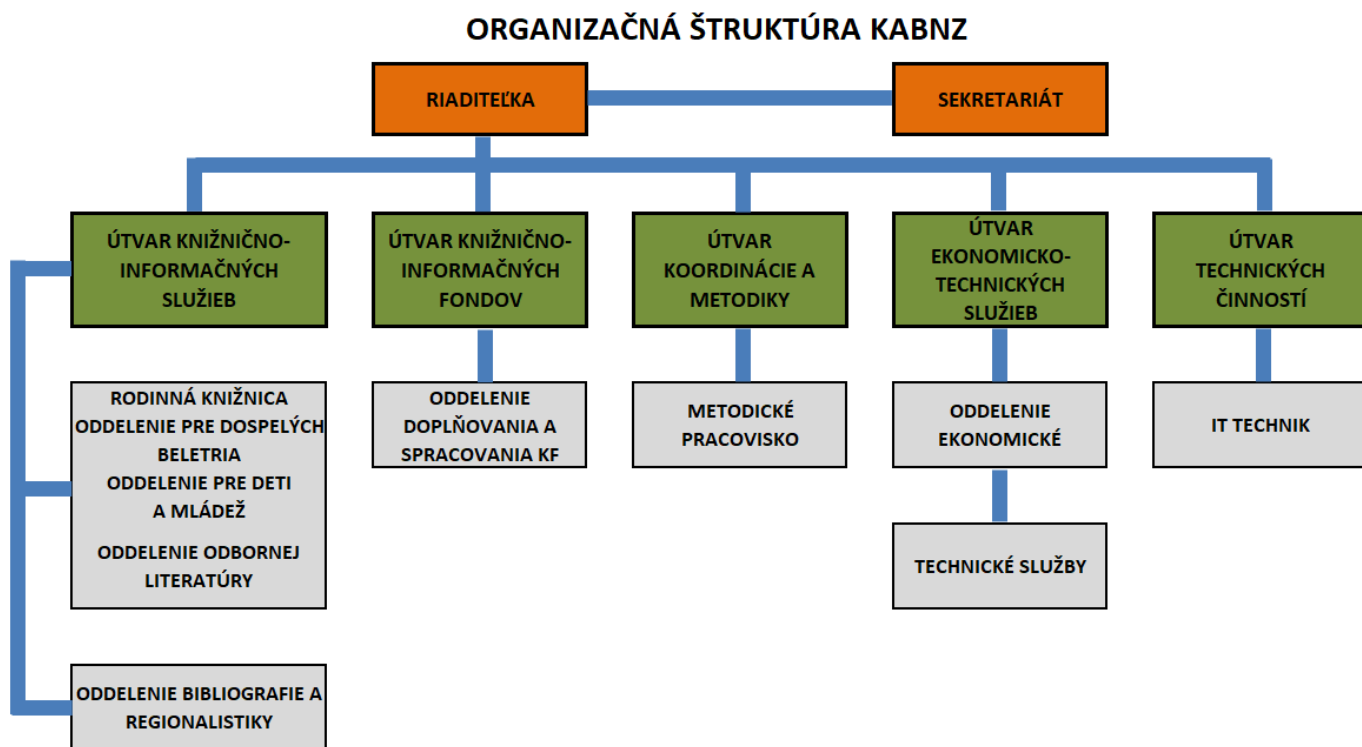 ORGANIZAČNÁ ŠTRUKTÚRA KABNZ
RIADITEĽKA
SEKRETARIÁT
ÚTVAR KNIŽNIČNO-
INFORMAČNÝCH
SLUŽIEB
ÚTVAR KNIŽNIČNO-
INFORMAČNÝCH
FONDOV
ÚTVAR
KOORDINÁCIE A
METODIKY
ÚTVAR
EKONOMICKO-
TECHNICKÝCH
SLUŽIEB
ÚTVAR
TECHNICKÝCH
ČINNOSTÍ
RODINNÁ KNIŽNICA
ODDELENIE PRE DOSPELÝCH
BELETRIA
ODDELENIE PRE DETI
A MLÁDEŽ
ODDELENIE ODBORNEJ
LITERATÚRY
ODDELENIE
DOPLŇOVANIA A
SPRACOVANIA KF
METODICKÉ
PRACOVISKO
ODDELENIE
EKONOMICKÉ
IT TECHNIK
TECHNICKÉ SLUŽBY
ODDELENIE BIBLIOGRAFIE A
REGIONALISTIKY